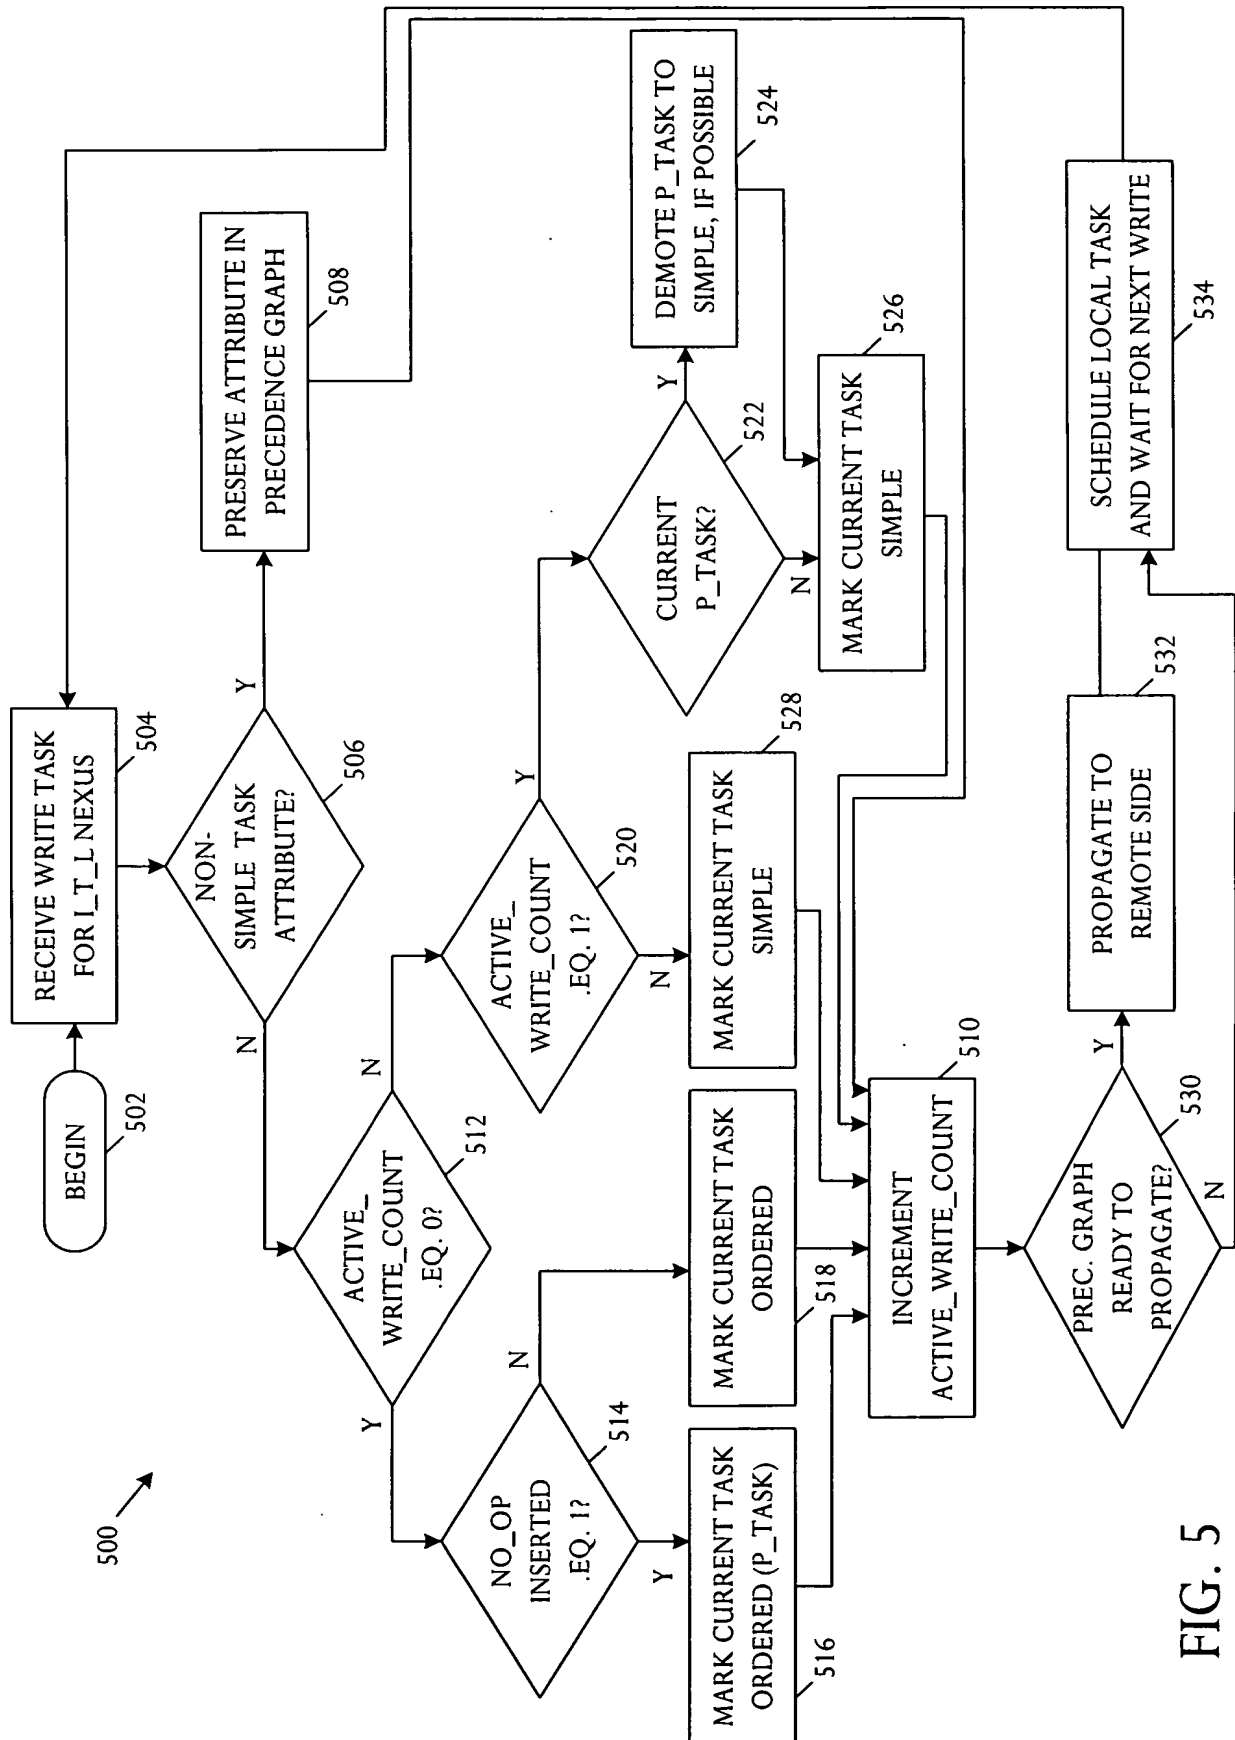 500
BEGIN
502
RECEIVE WRITE TASK
FOR I_T_L NEXUS
504
NON-
SIMPLE TASK
ATTRIBUTE?
506
Y
N
PRESERVE ATTRIBUTE IN
PRECEDENCE GRAPH
508
ACTIVE_
WRITE_COUNT
.EQ. 0?
512
Y
N
NO_OP
INSERTED
.EQ. 1?
514
Y
N
MARK CURRENT TASK
ORDERED (P_TASK)
516
MARK CURRENT TASK
ORDERED
518
ACTIVE_
WRITE_COUNT
.EQ. 1?
520
Y
N
MARK CURRENT TASK
SIMPLE
528
CURRENT
P_TASK?
522
Y
N
DEMOTE P_TASK TO
SIMPLE, IF POSSIBLE
524
MARK CURRENT TASK
SIMPLE
526
INCREMENT
ACTIVE_WRITE_COUNT
510
PREC. GRAPH
READY TO
PROPAGATE?
530
Y
N
PROPAGATE TO
REMOTE SIDE
532
SCHEDULE LOCAL TASK
AND WAIT FOR NEXT WRITE
534
FIG. 5